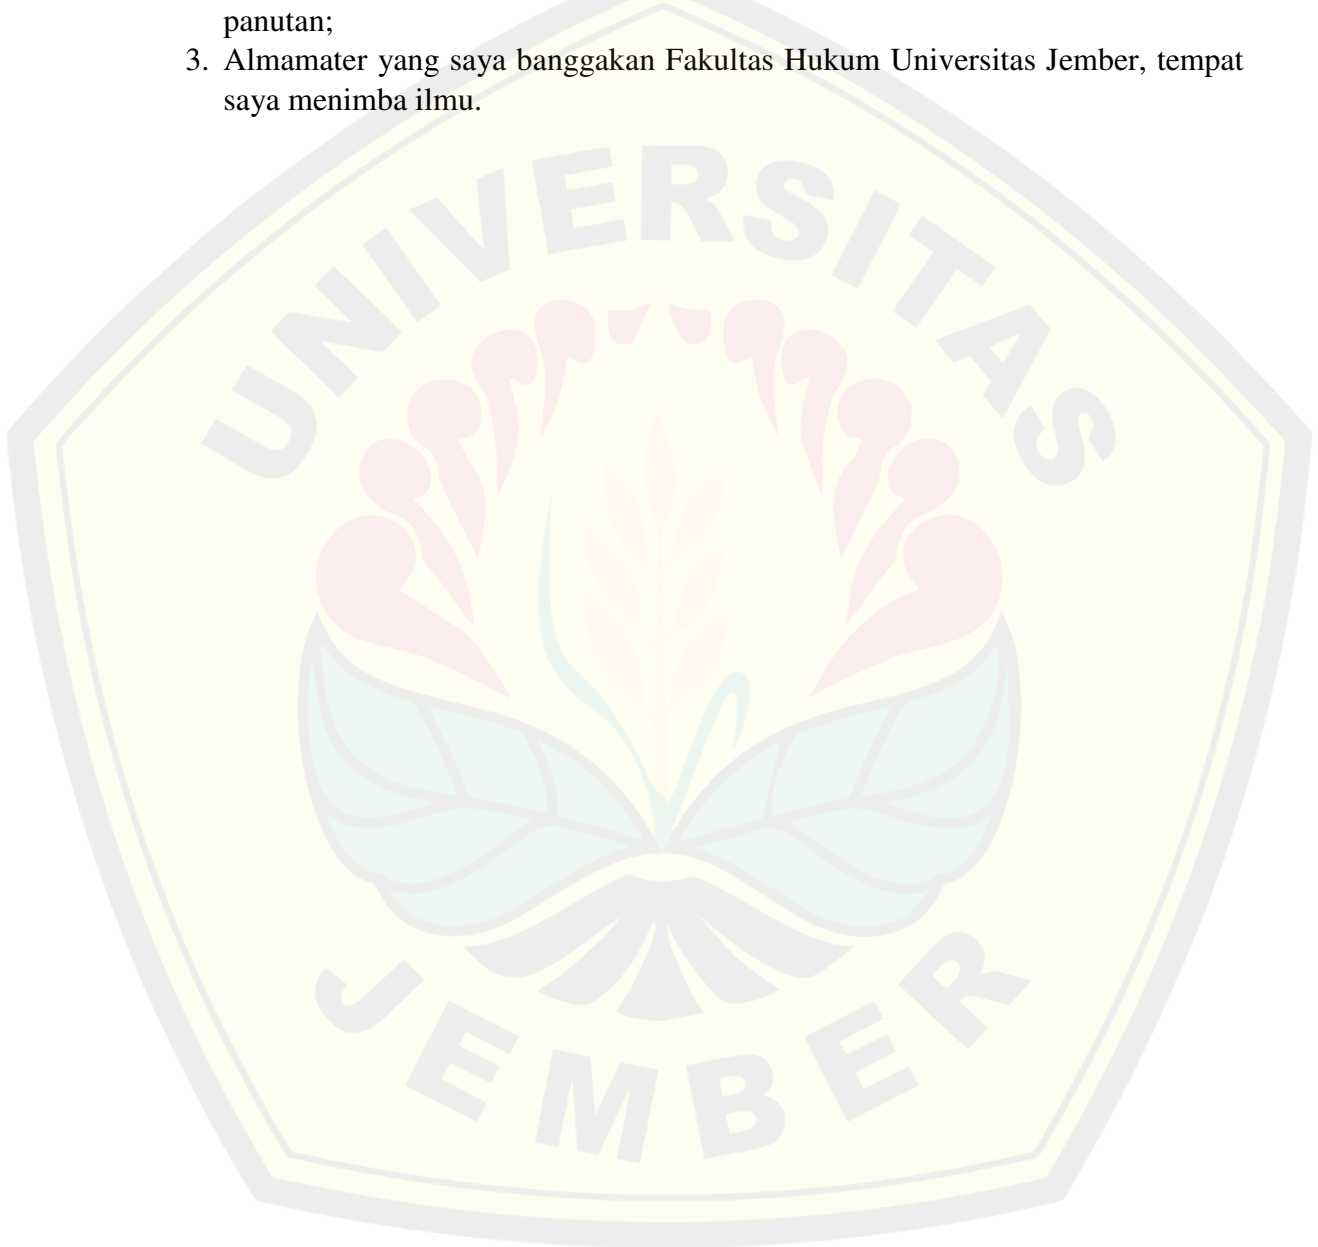 panutan;
3. Almamater yang saya banggakan Fakultas Hukum Universitas Jember, tempat
saya menimba ilmu.
UNIVERSITAS
JEMBER